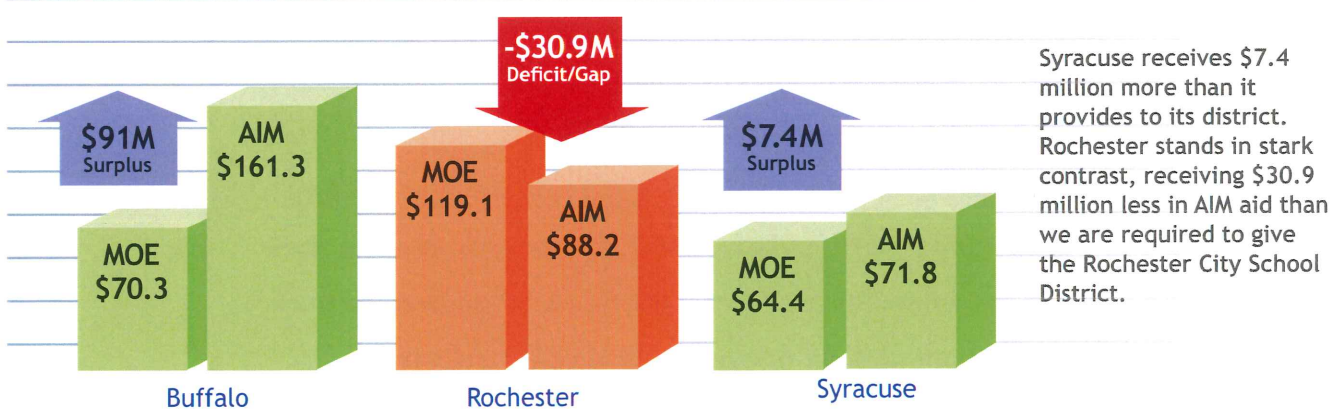 -$30.9M
Deficit/Gap
$91M
Surplus
AIM
$161.3
MOE
$70.3
MOE
$119.1
AIM
$88.2
$7.4M
Surplus
MOE
$64.4
AIM
$71.8
Buffalo
Rochester
Syracuse
Syracuse receives $7.4
million more than it
provides to its district.
Rochester stands in stark
contrast, receiving $30.9
million less in AIM aid than
we are required to give
the Rochester City School
District.